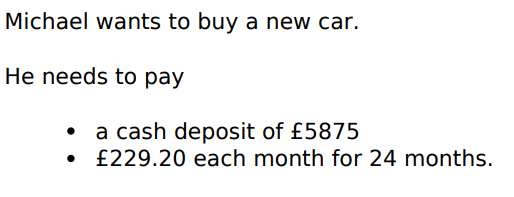 Michael wants to buy a new car.
He needs to pay
• a cash deposit of £5875
• £229.20 each month for 24 months.